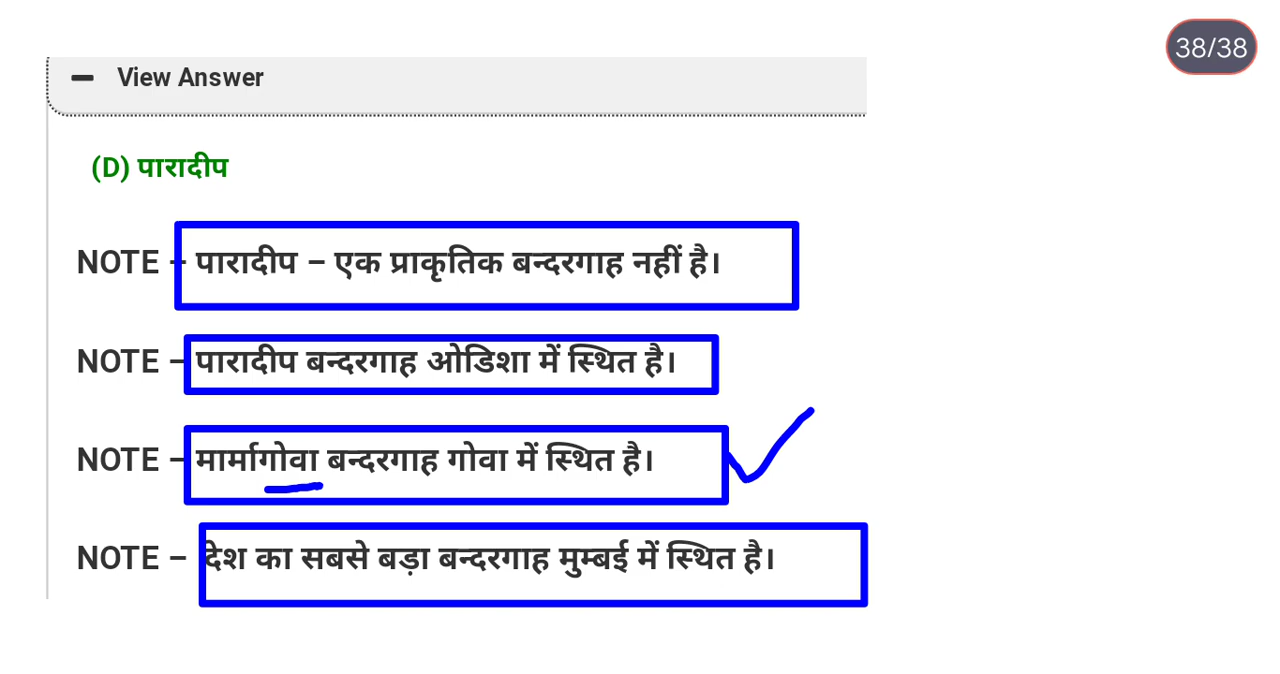 38/38
– View Answer
(D) पारादीप
NOTE – पारादीप – एक प्राकृतिक बन्दरगाह नहीं है।
NOTE – पारादीप बन्दरगाह ओडिशा में स्थित है।
NOTE – मार्मागोवा बन्दरगाह गोवा में स्थित है।
NOTE – देश का सबसे बड़ा बन्दरगाह मुम्बई में स्थित है।